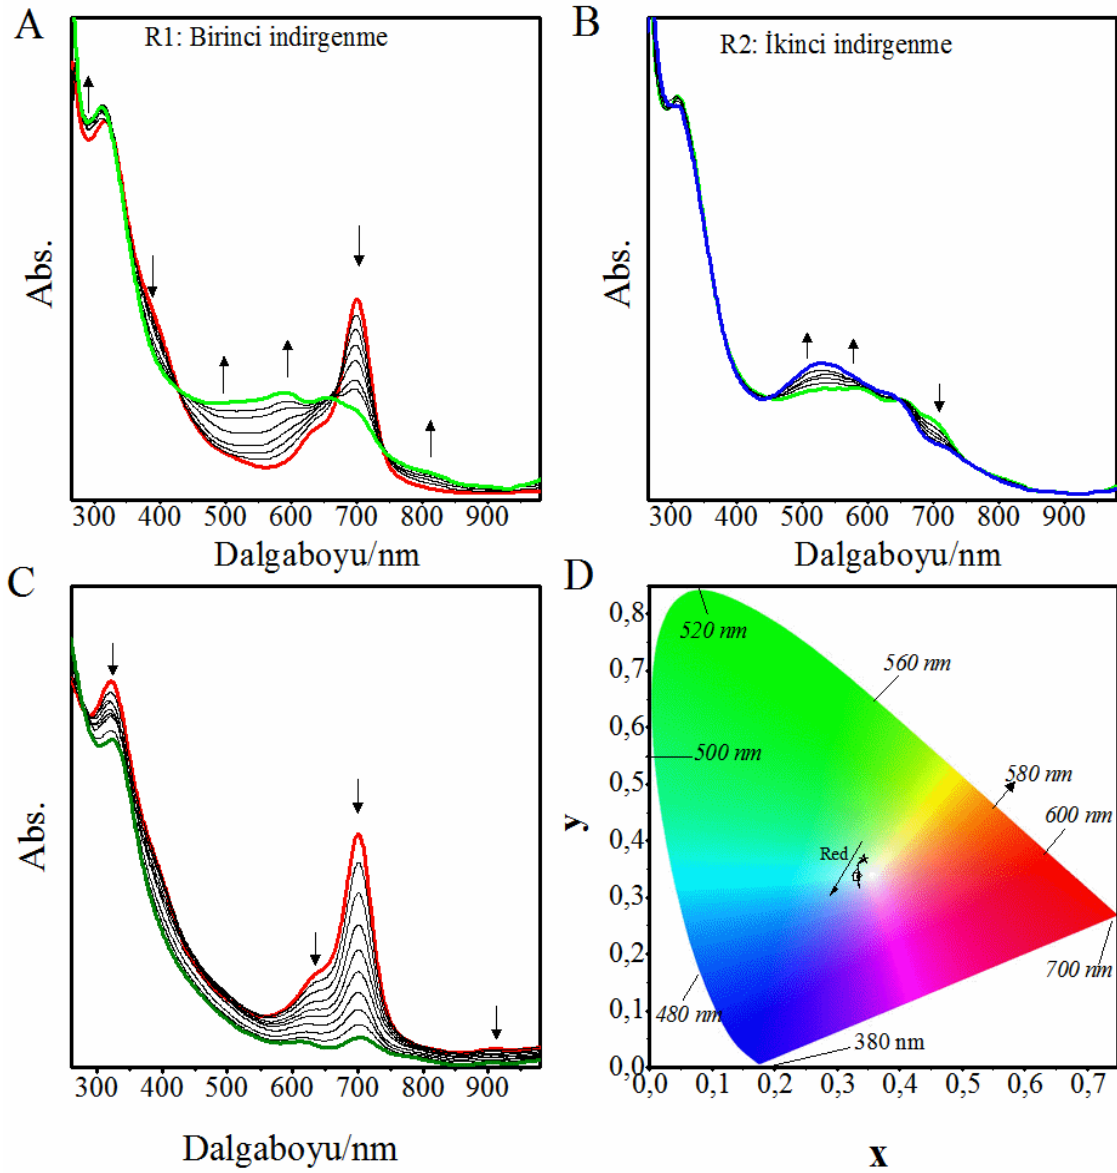 A
R1: Birinci indirgenme
Abs.
300 400 500 600 700 800 900
Dalgaboyu/nm
B
R2: İkinci indirgenme
Abs.
300 400 500 600 700 800 900
Dalgaboyu/nm
C
Abs.
300 400 500 600 700 800 900
Dalgaboyu/nm
D
0,8
0,7
0,6
0,5
0,4
0,3
0,2
0,1
0,0
y
520 nm
560 nm
500 nm
580 nm
600 nm
Red
700 nm
480 nm
380 nm
0,0 0,1 0,2 0,3 0,4 0,5 0,6 0,7
x